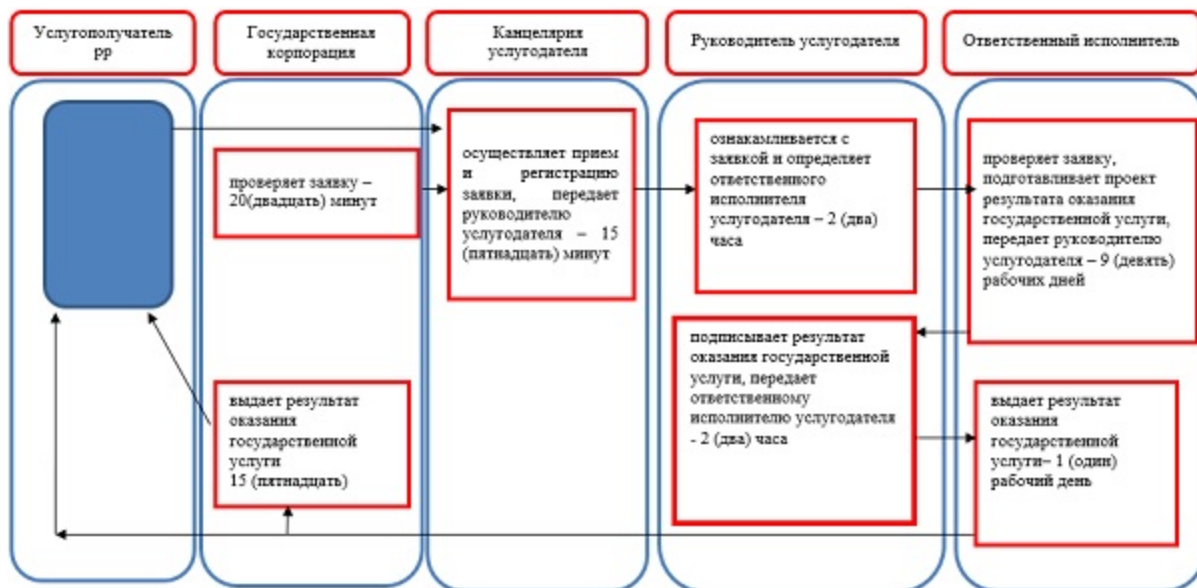 Услугополучатель
рр
Государственная
корпорация
Канцелярия
услугодателя
Руководитель услугодателя
Ответственный исполнитель
проверяет заявку –
20(двадцать) минут
осуществляет прием
и регистрацию
заявки, передает
руководителю
услугодателя – 15
(пятнадцать) минут
ознакамливается с
заявкой и определяет
ответственного
исполнителя
услугодателя – 2 (два)
часа
проверяет заявку,
подготавливает проект
результата оказания
государственной услуги,
передает руководителю
услугодателя – 9 (девять)
рабочих дней
подписывает результат
оказания государственной
услуги, передает
ответственному
исполнителю услугодателя
- 2 (два) часа
выдает результат
оказания
государственной
услуги
15 (пятнадцать)
выдает результат
оказания
государственной
услуги– 1 (один)
рабочий день